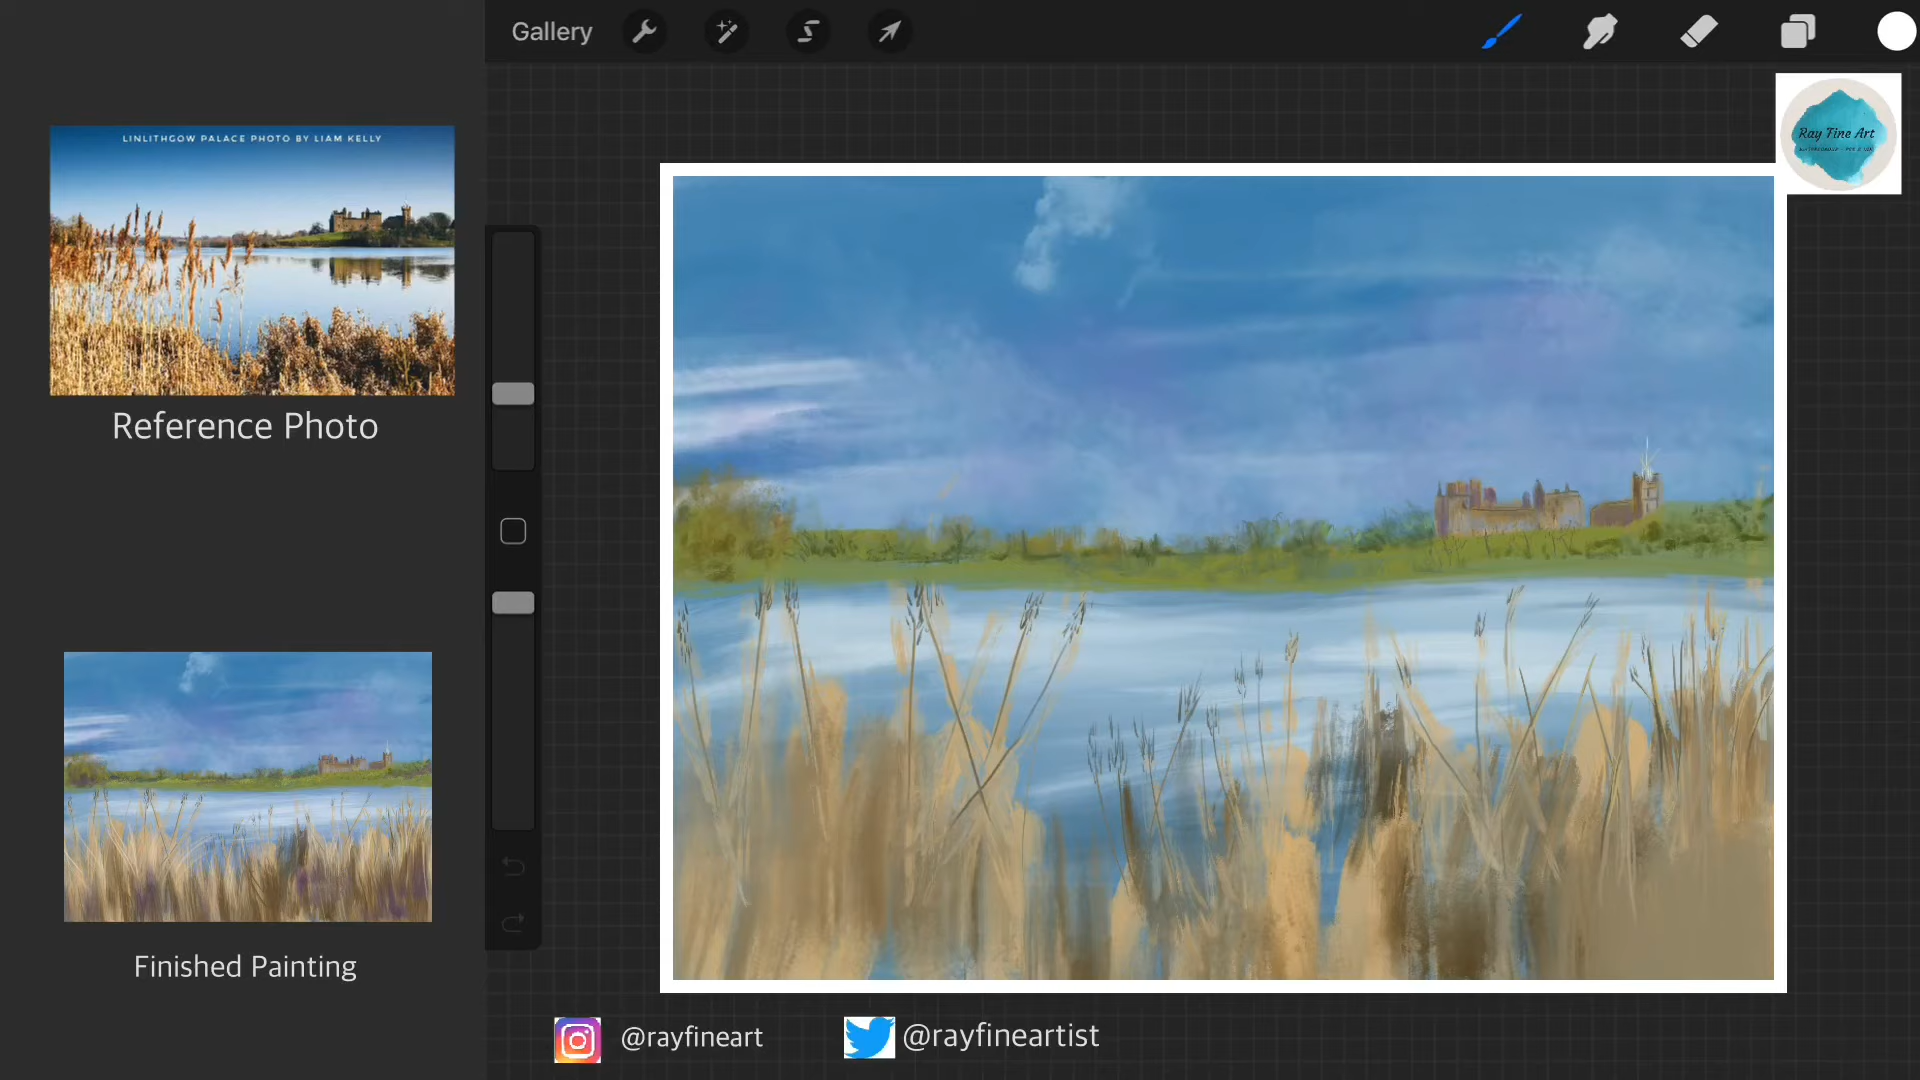 Gallery
LINLITHGOW PALACE PHOTO BY LIAM KELLY
Ray Fine Art
Reference Photo
Finished Painting
@rayfineart
@rayfineartist